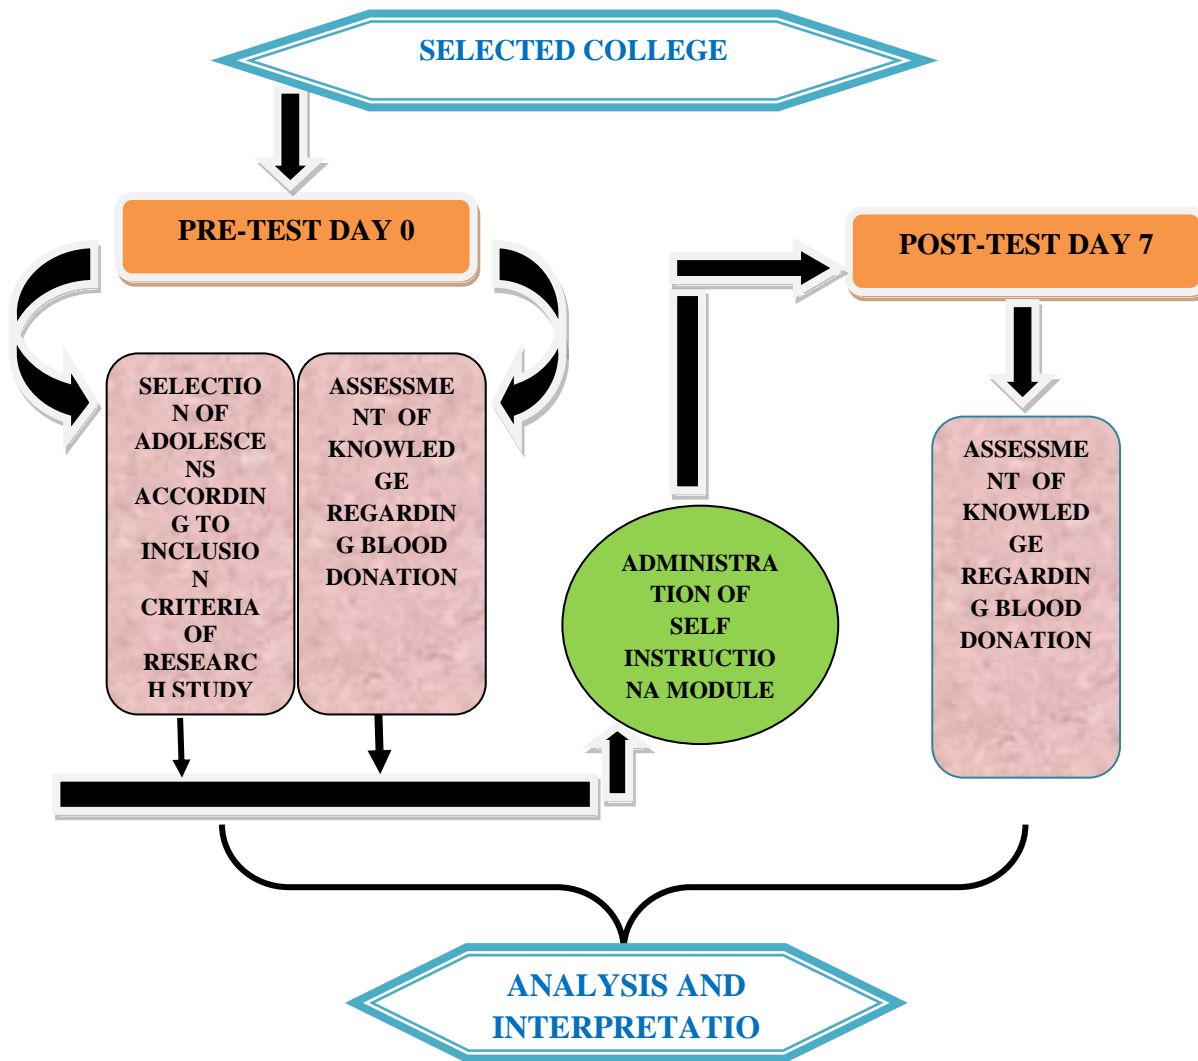 SELECTED COLLEGE
PRE-TEST DAY 0
POST-TEST DAY 7
SELECTIO
N OF
ADOLESCE
NS
ACCORDIN
G TO
INCLUSIO
N
CRITERIA
OF
RESEARC
H STUDY
ASSESSME
NT OF
KNOWLED
GE
REGARDIN
G BLOOD
DONATION
ADMINISTRA
TION OF
SELF
INSTRUCTIO
NA MODULE
ASSESSME
NT OF
KNOWLED
GE
REGARDIN
G BLOOD
DONATION
ANALYSIS AND
INTERPRETATIO